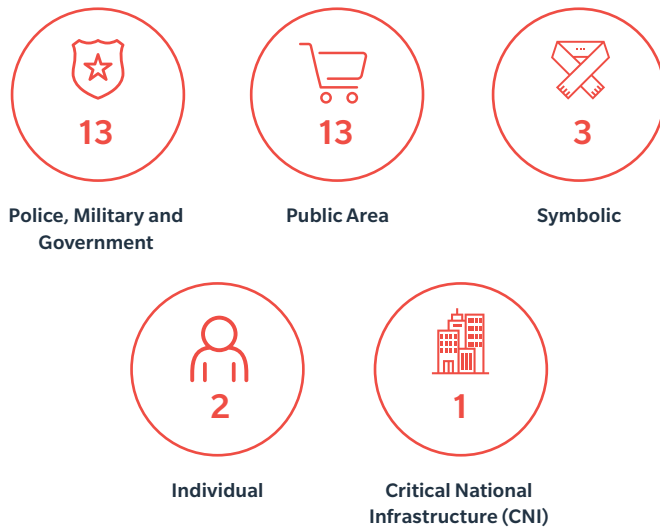 13
13
3
Police, Military and
Government
Public Area
Symbolic
2
1
Individual
Critical National
Infrastructure (CNI)